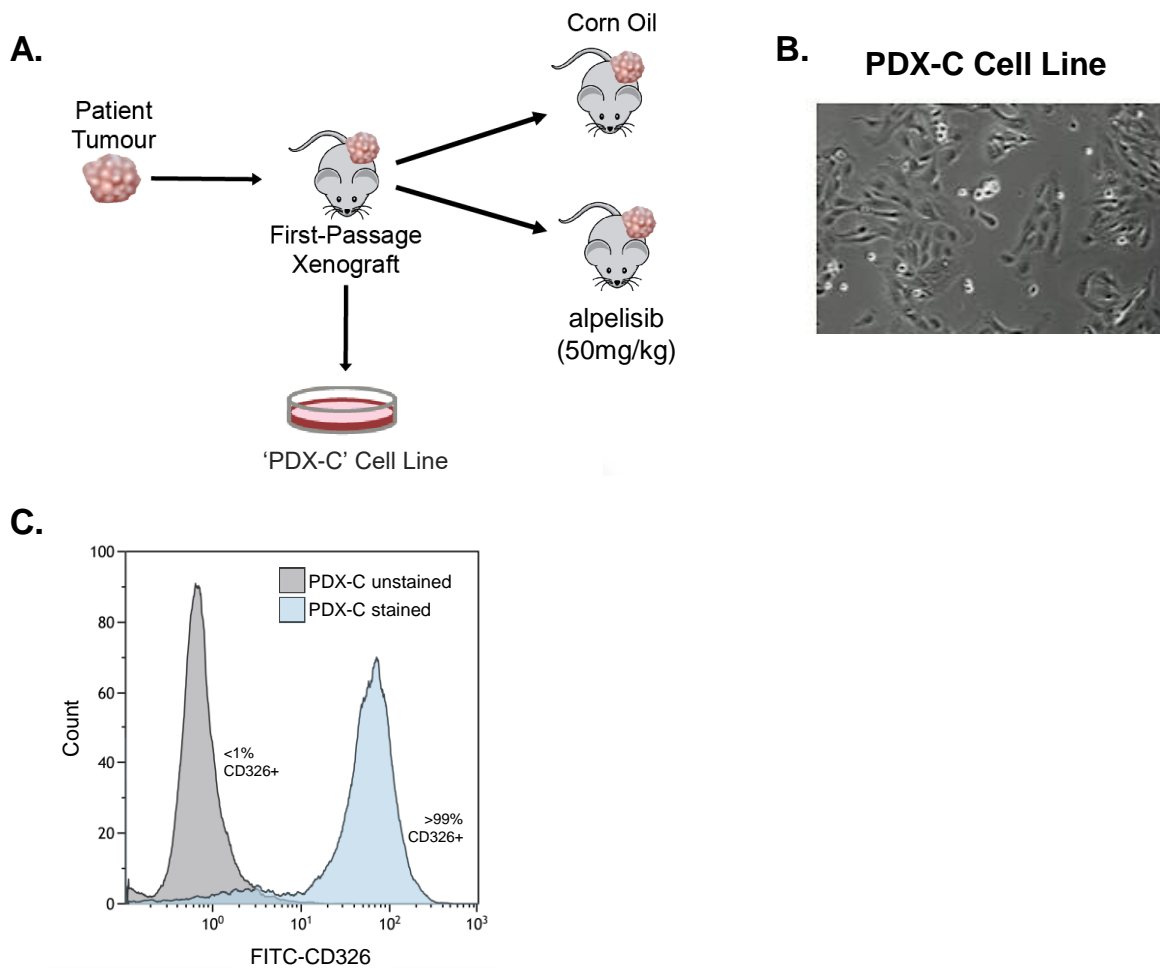 A.
Patient
Tumour
First-Passage
Xenograft
Corn Oil
alpelisib
(50mg/kg)
‘PDX-C’ Cell Line
B.
PDX-C Cell Line
C.
100
80
60
40
20
0
Count
PDX-C unstained
PDX-C stained
<1%
CD326+
>99%
CD326+
10⁰
10¹
10²
10³
FITC-CD326